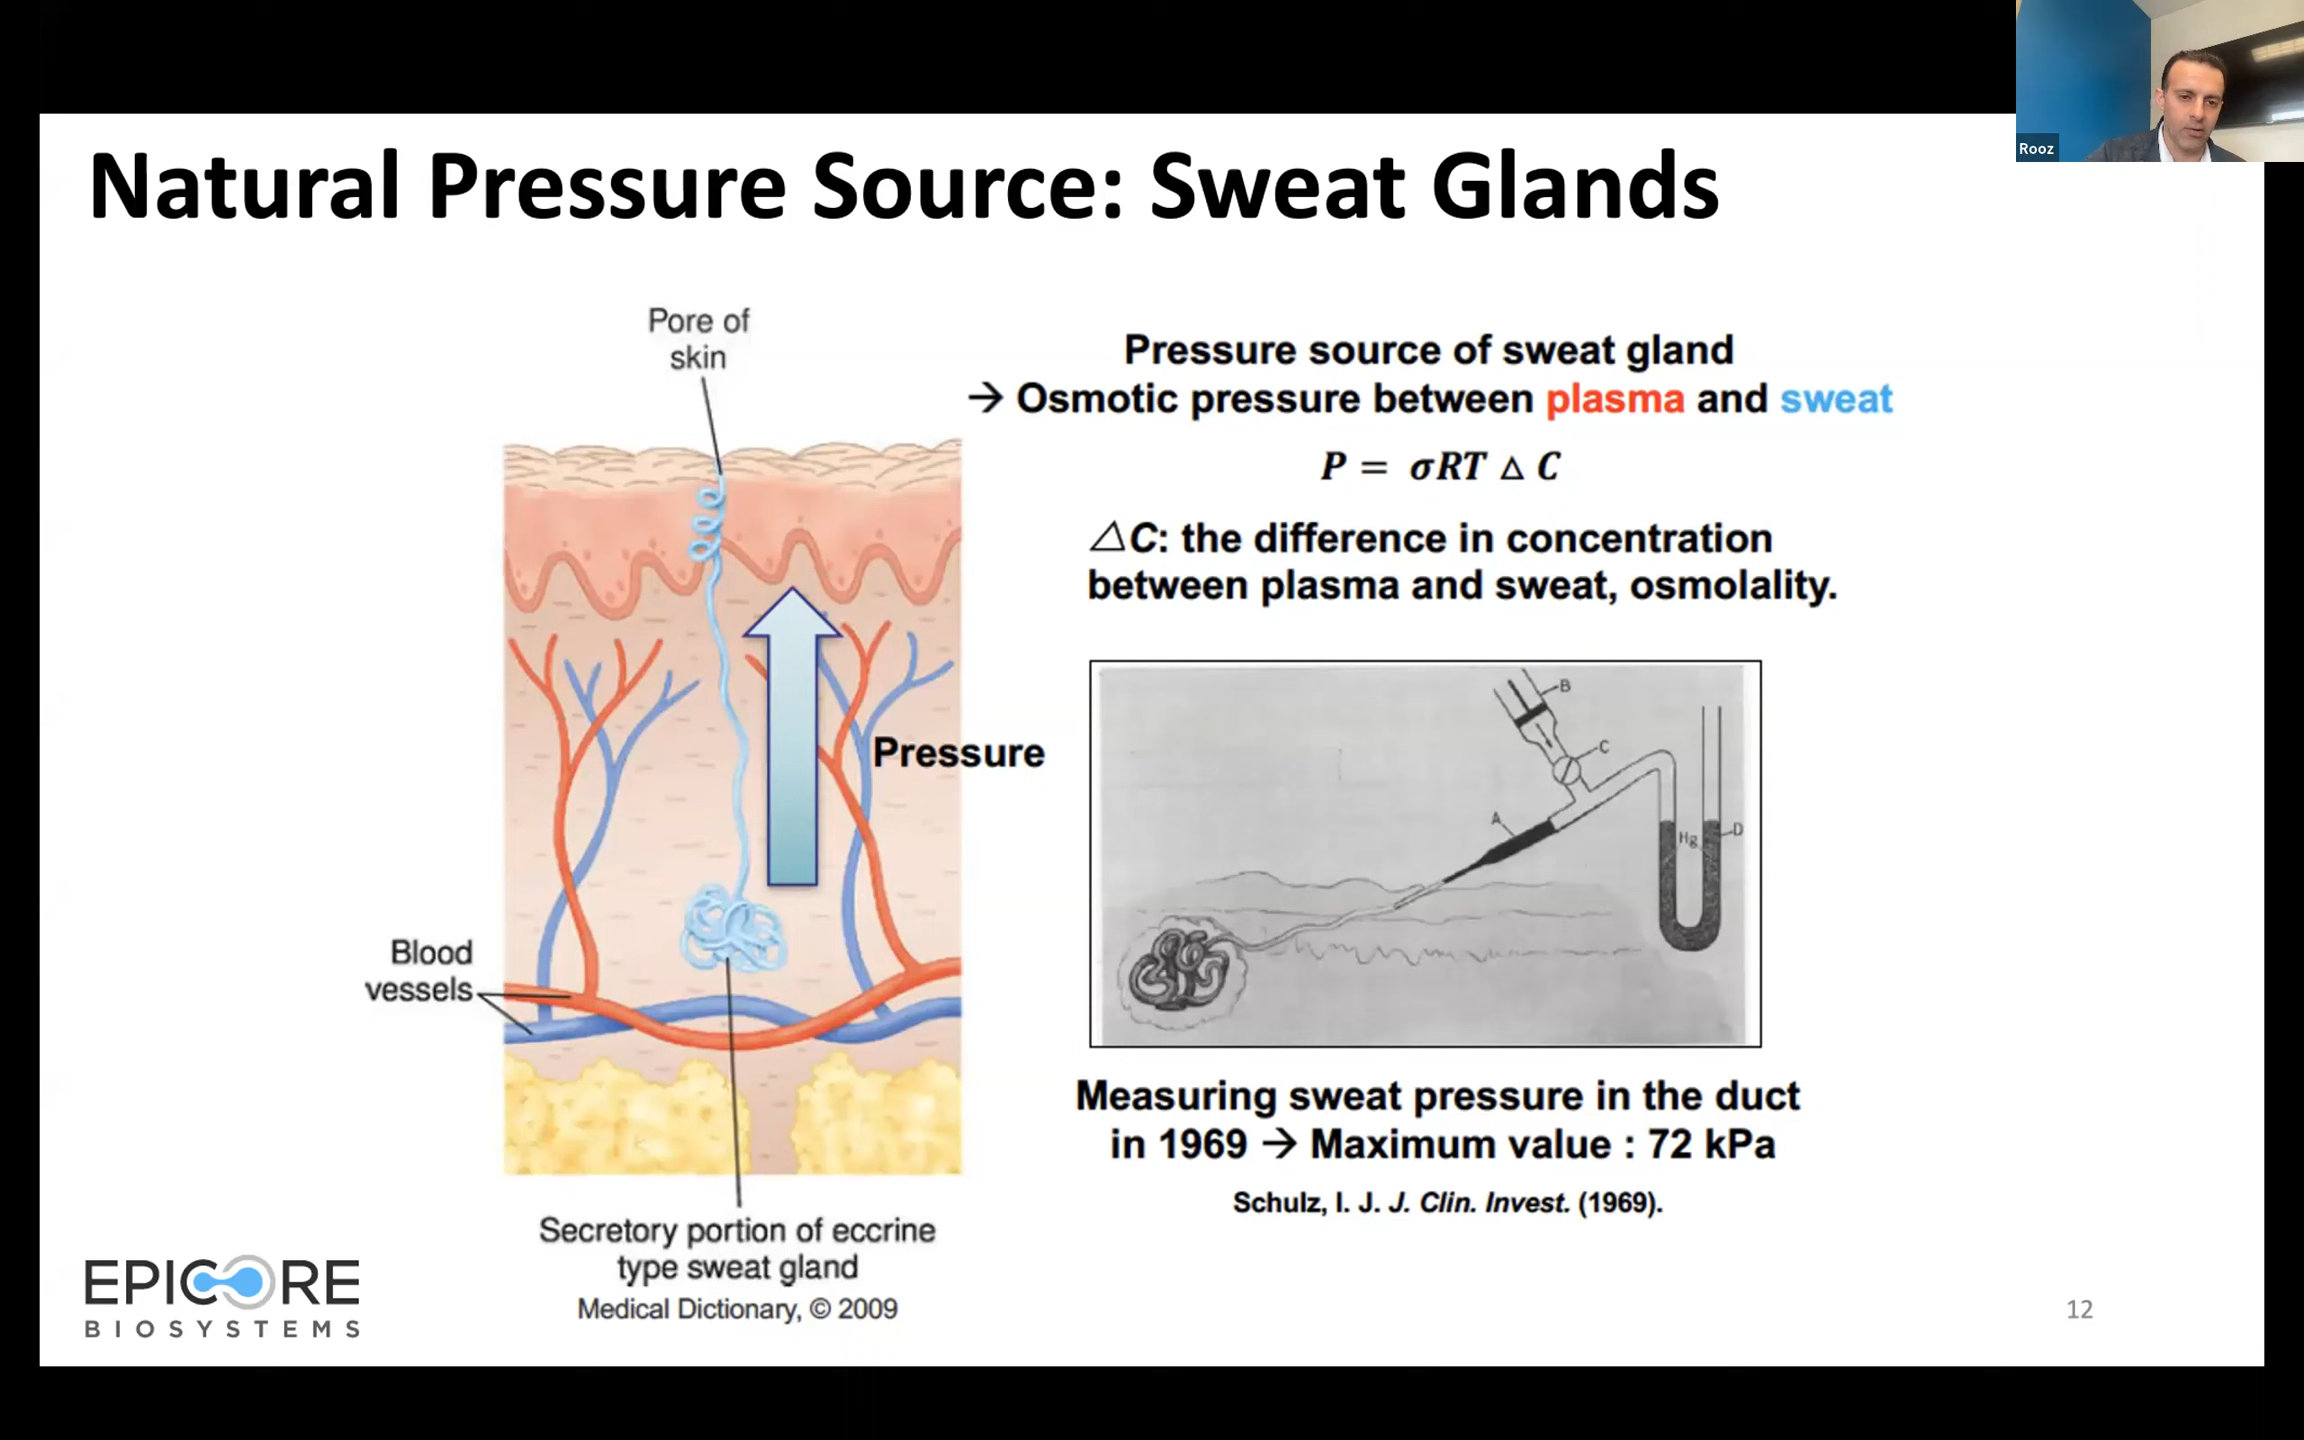 Rooz
Natural Pressure Source: Sweat Glands
Pore of
skin
Pressure
Blood
vessels
Secretory portion of eccrine
type sweat gland
Medical Dictionary, © 2009
Pressure source of sweat gland
→ Osmotic pressure between plasma and sweat
P = σRT △ C
△C: the difference in concentration
between plasma and sweat, osmolality.
B
C
A
Hg
D
Measuring sweat pressure in the duct
in 1969 → Maximum value : 72 kPa
Schulz, I. J. J. Clin. Invest. (1969).
EPICORE
BIOSYSTEMS
12